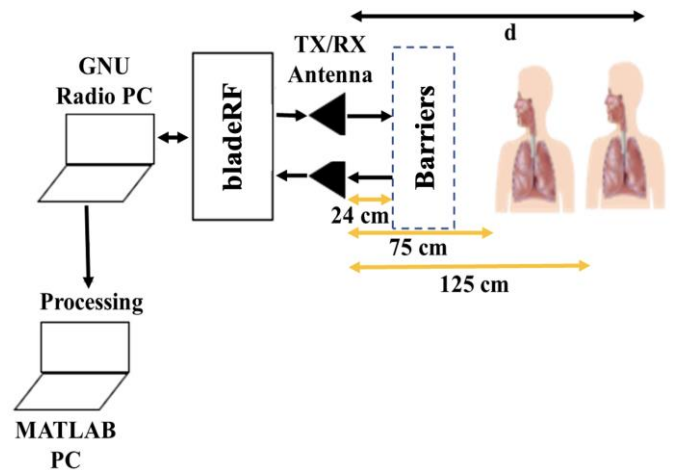 d
TX/RX
Antenna
GNU
Radio PC
bladeRF
Barriers
24 cm
75 cm
125 cm
Processing
MATLAB
PC